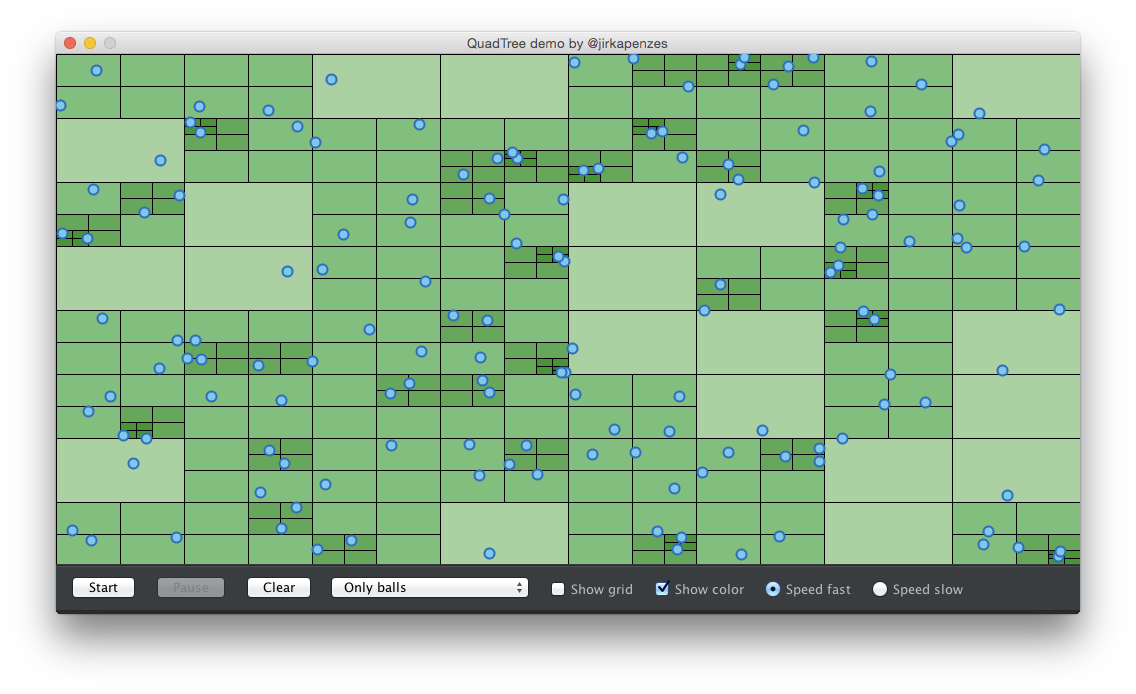 QuadTree demo by @jirkapenzes
Start Pause Clear Only balls Show grid Show color Speed fast Speed slow